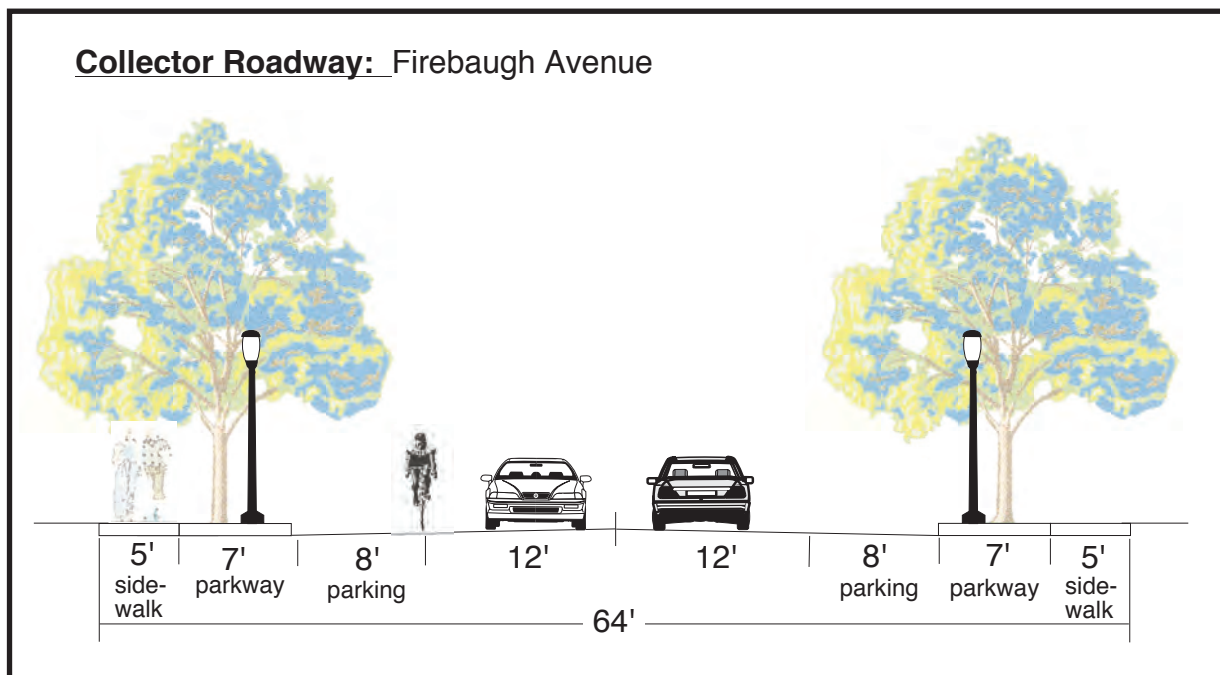 Collector Roadway: Firebaugh Avenue
5' 7' 8' 12' 12' 8' 7' 5'
side- parkway parking parking parkway side-
walk walk
64'